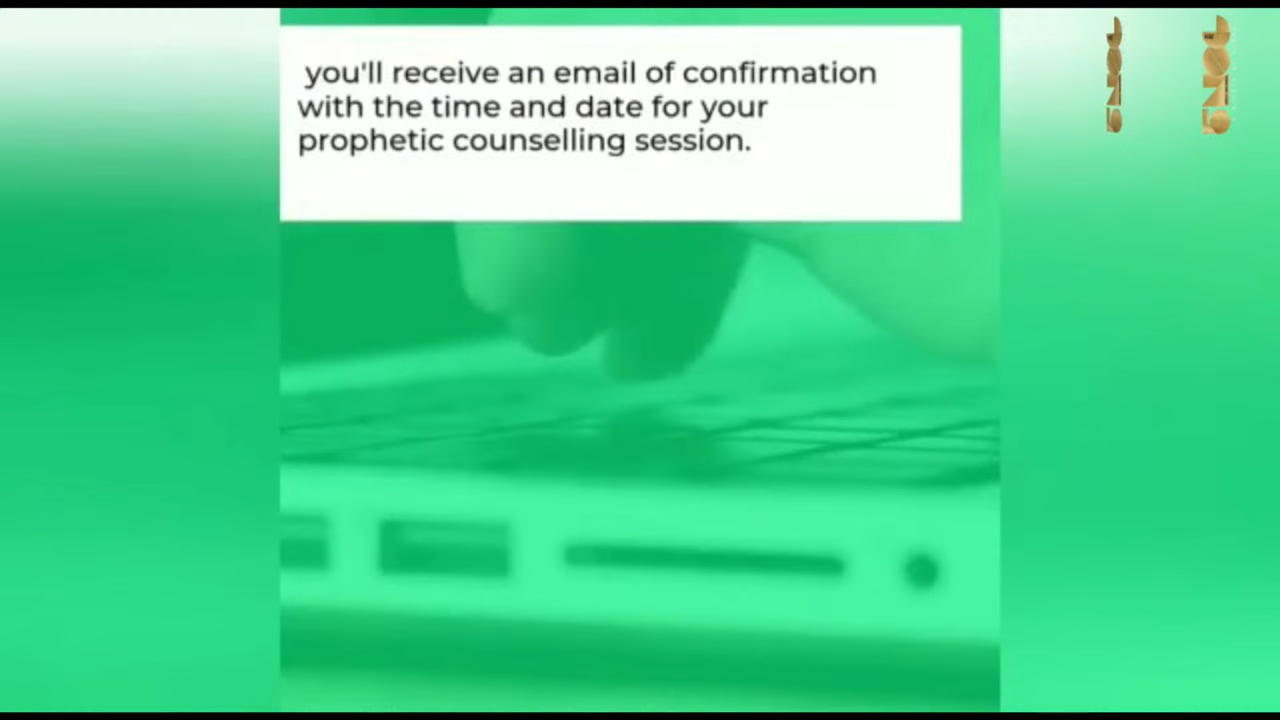 you'll receive an email of confirmation
with the time and date for your
prophetic counselling session.